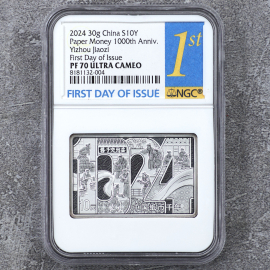 2024 30g China S10Y
Paper Money 1000th Anniv.
Yizhou Jiaozi
First Day of Issue
PF 70 ULTRA CAMEO
8181132-004
1st
FIRST DAY OF ISSUE
NGC
1024